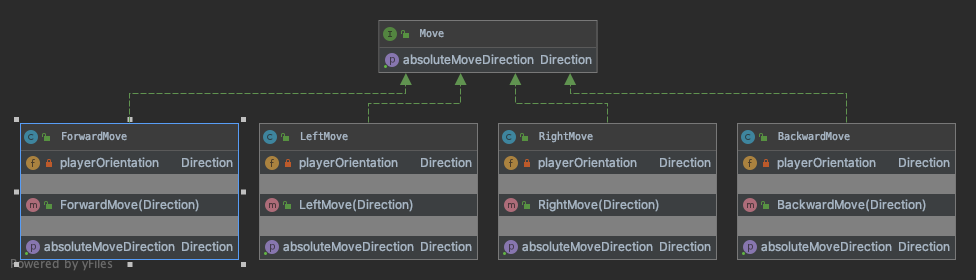 I Move
p absoluteMoveDirection Direction
C ForwardMove
f playerOrientation Direction
m ForwardMove(Direction)
p absoluteMoveDirection Direction
C LeftMove
f playerOrientation Direction
m LeftMove(Direction)
p absoluteMoveDirection Direction
C RightMove
f playerOrientation Direction
m RightMove(Direction)
p absoluteMoveDirection Direction
C BackwardMove
f playerOrientation Direction
m BackwardMove(Direction)
p absoluteMoveDirection Direction
Powered by yFiles